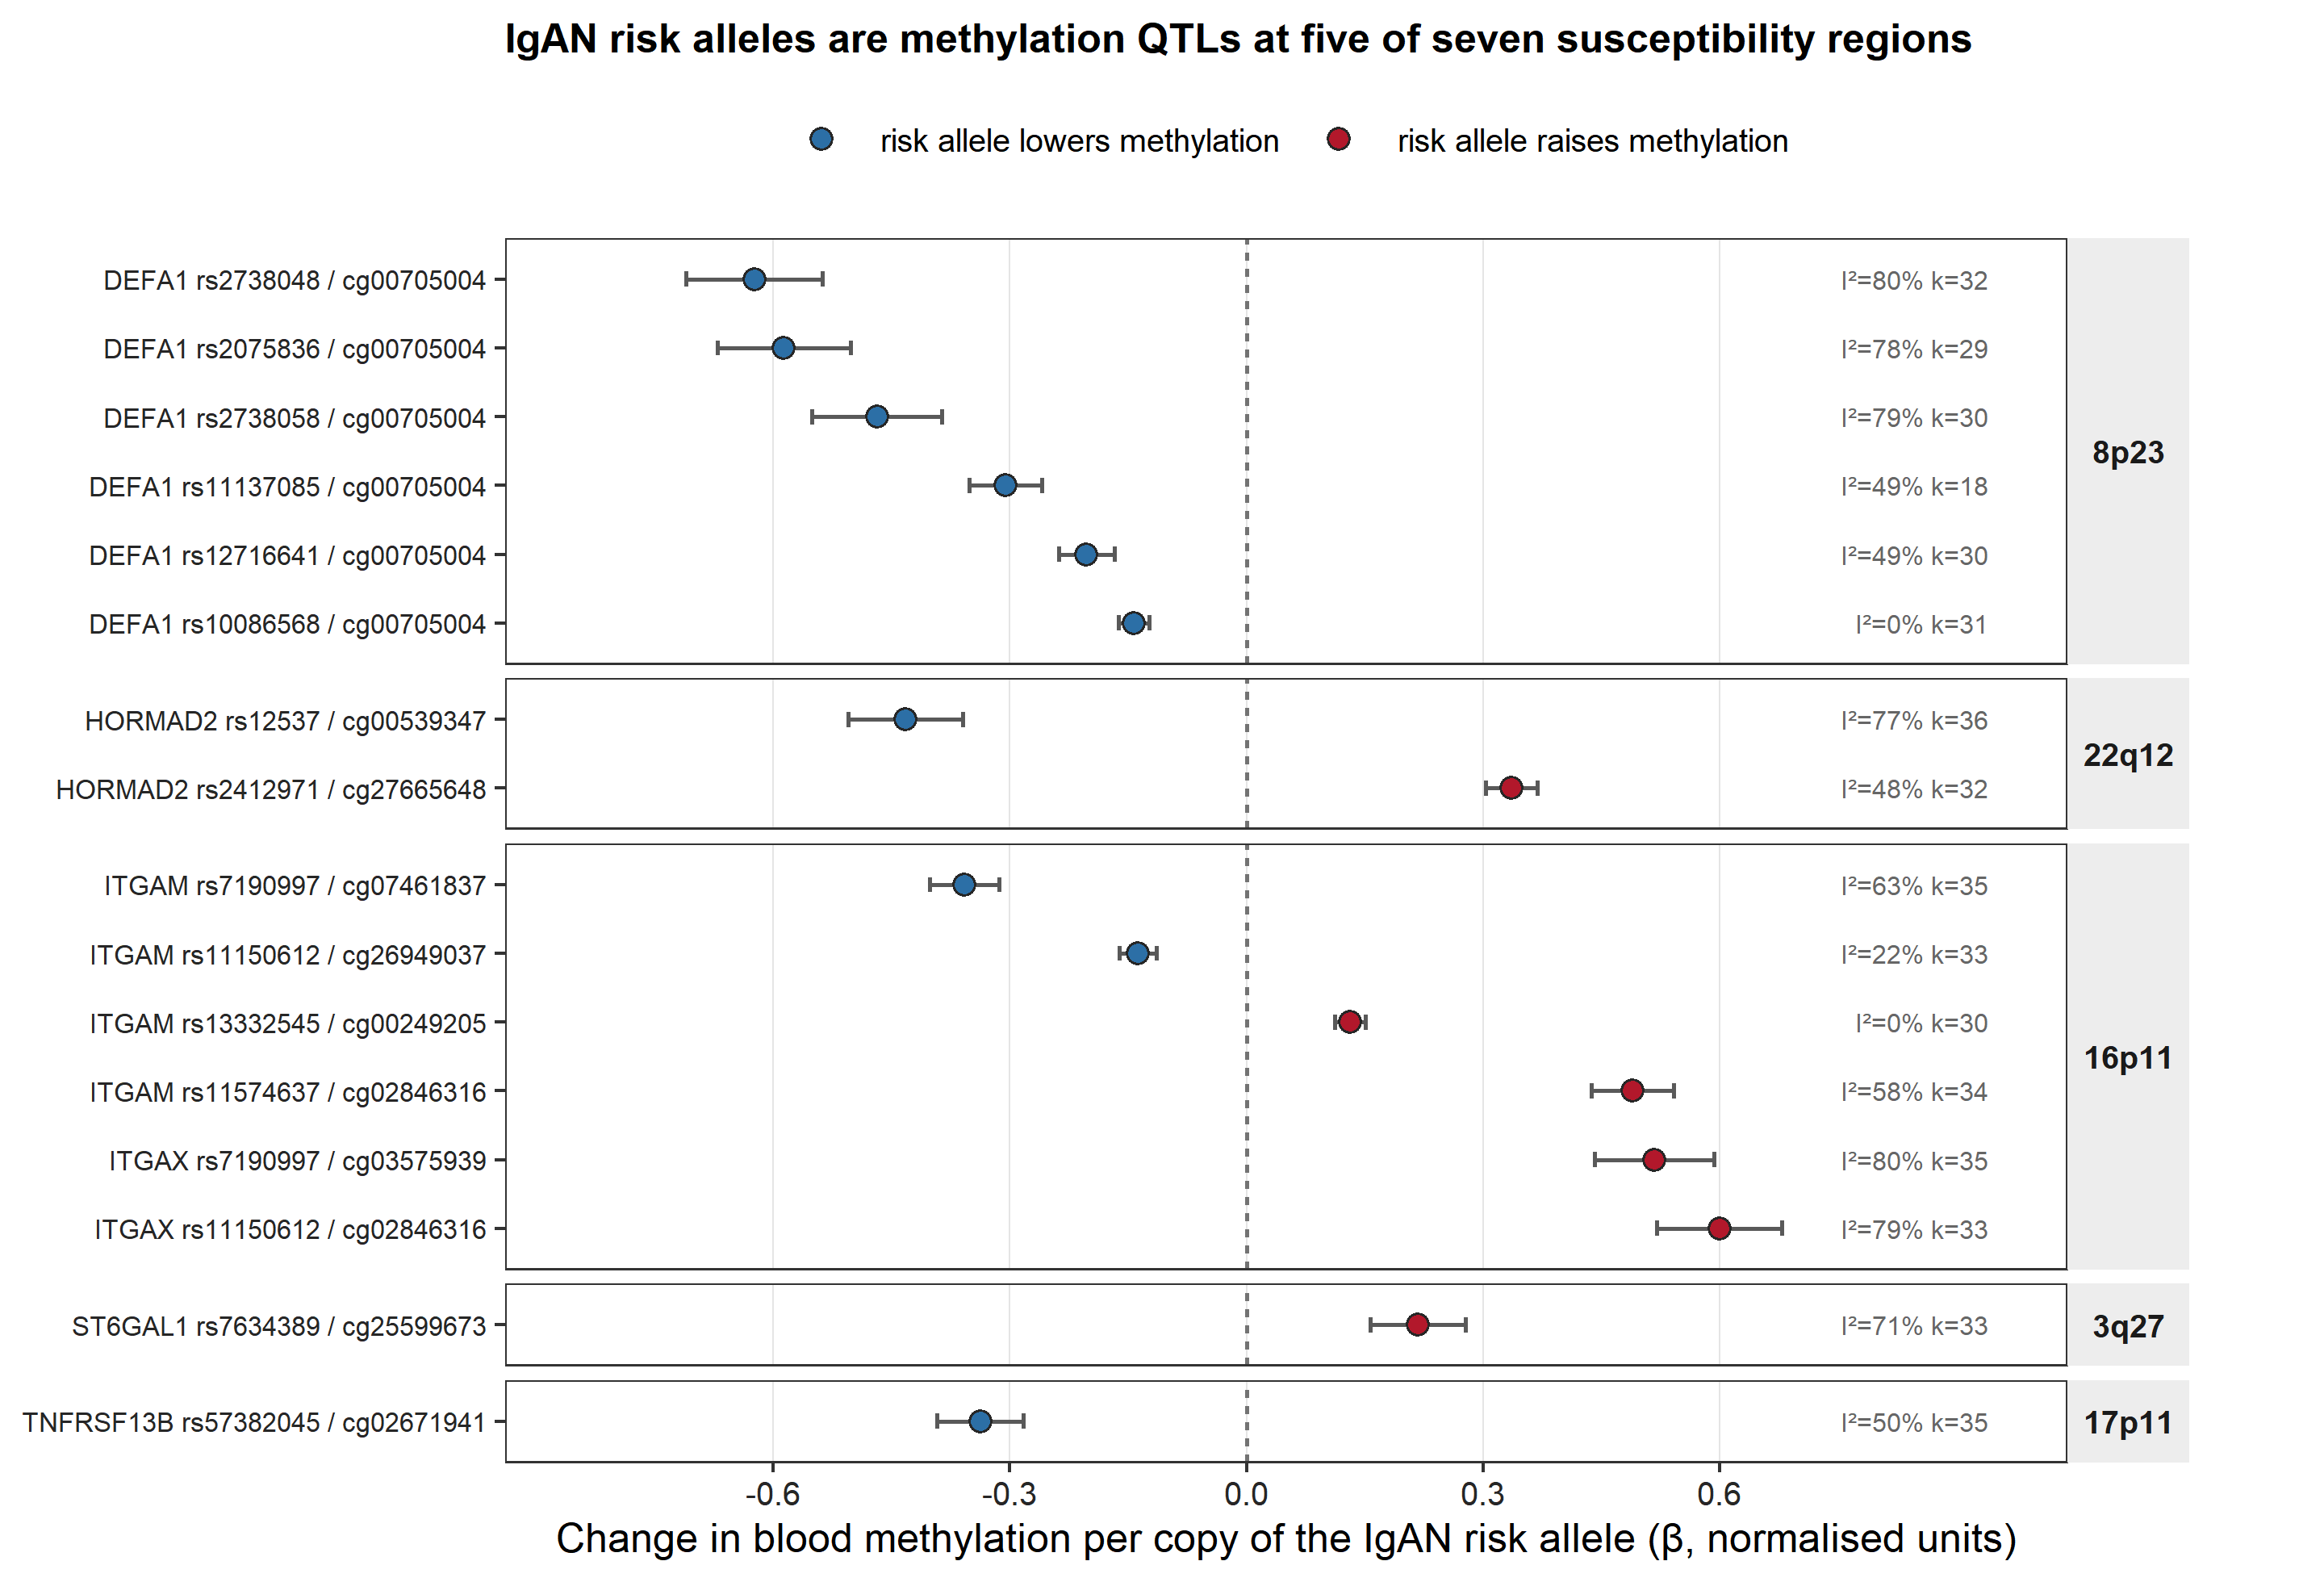 IgAN risk alleles are methylation QTLs at five of seven susceptibility regions
risk allele lowers methylation
risk allele raises methylation
DEFA1 rs2738048 / cg00705004 I²=80% k=32
DEFA1 rs2075836 / cg00705004 I²=78% k=29
DEFA1 rs2738058 / cg00705004 I²=79% k=30
DEFA1 rs11137085 / cg00705004 I²=49% k=18
DEFA1 rs12716641 / cg00705004 I²=49% k=30
DEFA1 rs10086568 / cg00705004 I²=0% k=31
8p23
HORMAD2 rs12537 / cg00539347 I²=77% k=36
HORMAD2 rs2412971 / cg27665648 I²=48% k=32
22q12
ITGAM rs7190997 / cg07461837 I²=63% k=35
ITGAM rs11150612 / cg26949037 I²=22% k=33
ITGAM rs13332545 / cg00249205 I²=0% k=30
ITGAM rs11574637 / cg02846316 I²=58% k=34
ITGAX rs7190997 / cg03575939 I²=80% k=35
ITGAX rs11150612 / cg02846316 I²=79% k=33
16p11
ST6GAL1 rs7634389 / cg25599673 I²=71% k=33
3q27
TNFRSF13B rs57382045 / cg02671941 I²=50% k=35
17p11
-0.6 -0.3 0.0 0.3 0.6
Change in blood methylation per copy of the IgAN risk allele (β, normalised units)